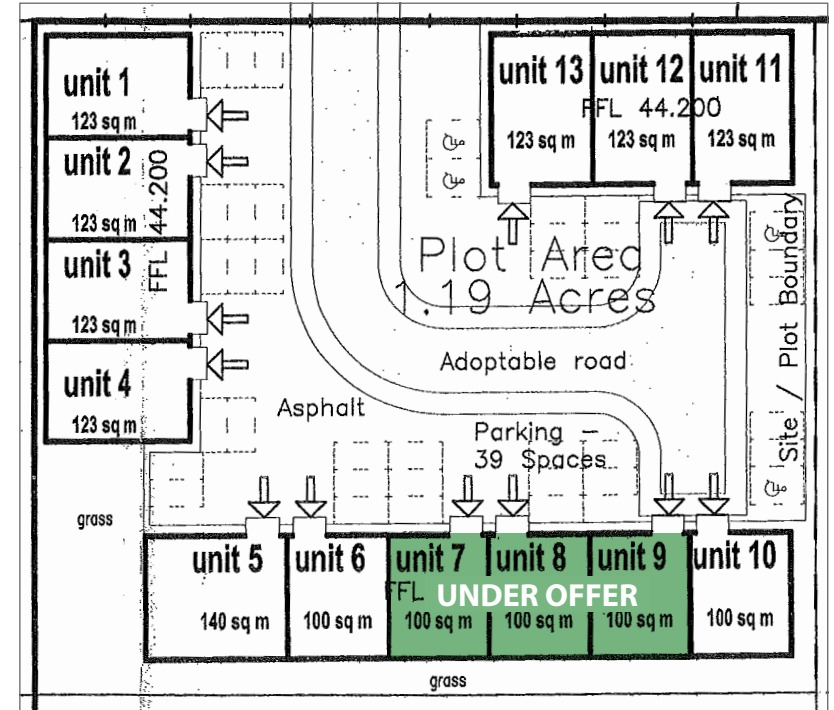 unit 1
123 sq m
unit 2
123 sq m
FFL 44.200
unit 3
123 sq m
unit 4
123 sq m
unit 13
123 sq m
unit 12
123 sq m
unit 11
123 sq m
FFL 44.200
Plot Area
1.19 Acres
Adoptable road
Asphalt
Parking –
39 Spaces
Site / Plot Boundary
grass
unit 5
140 sq m
unit 6
100 sq m
unit 7
100 sq m
unit 8
100 sq m
unit 9
100 sq m
unit 10
100 sq m
FFL
UNDER OFFER
grass